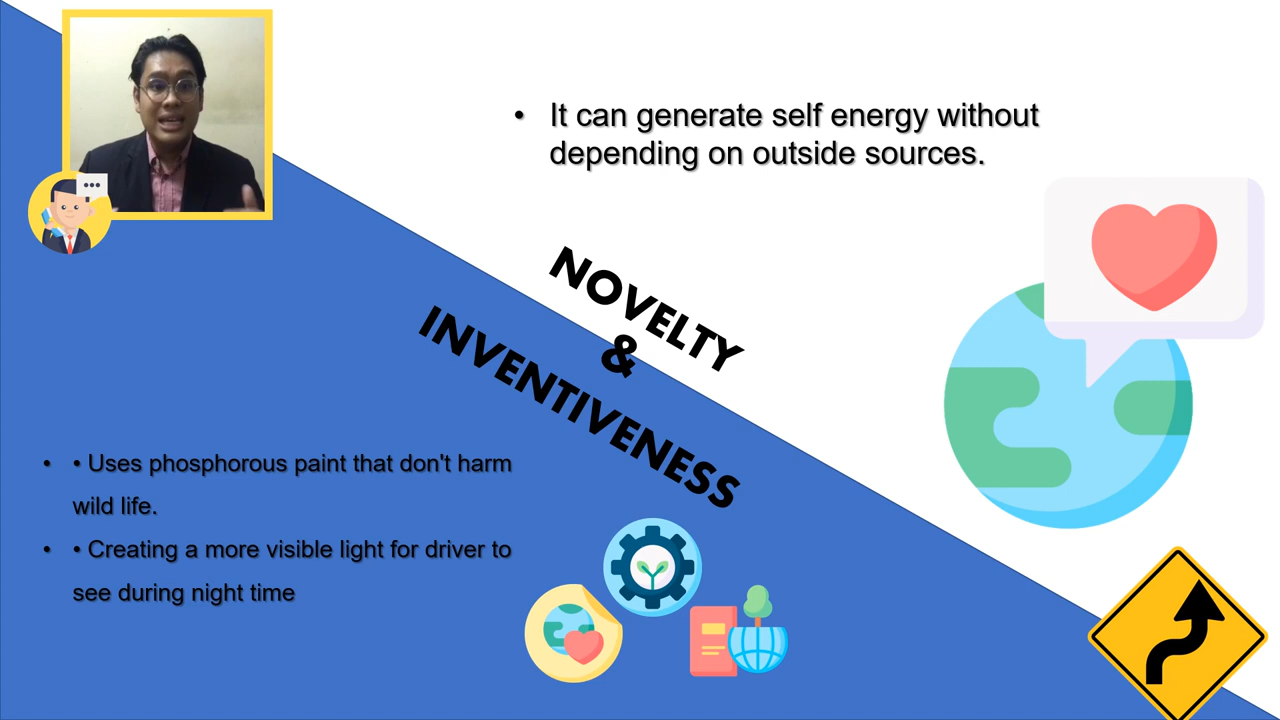 • It can generate self energy without
depending on outside sources.
NOVELTY
&
INVENTIVENESS
• • Uses phosphorous paint that don't harm
wild life.
• • Creating a more visible light for driver to
see during night time